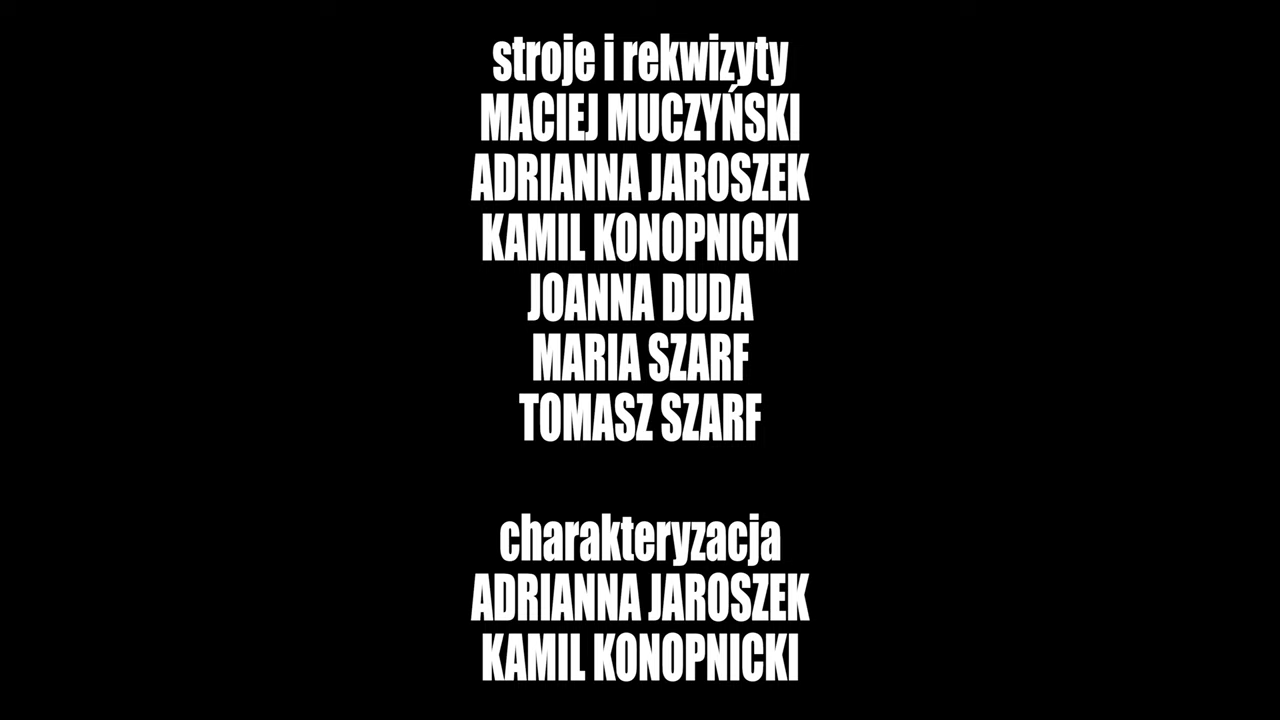 stroje i rekwizyty
MACIEJ MUCZYŃSKI
ADRIANNA JAROSZEK
KAMIL KONOPNICKI
JOANNA DUDA
MARIA SZARF
TOMASZ SZARF
charakteryzacja
ADRIANNA JAROSZEK
KAMIL KONOPNICKI